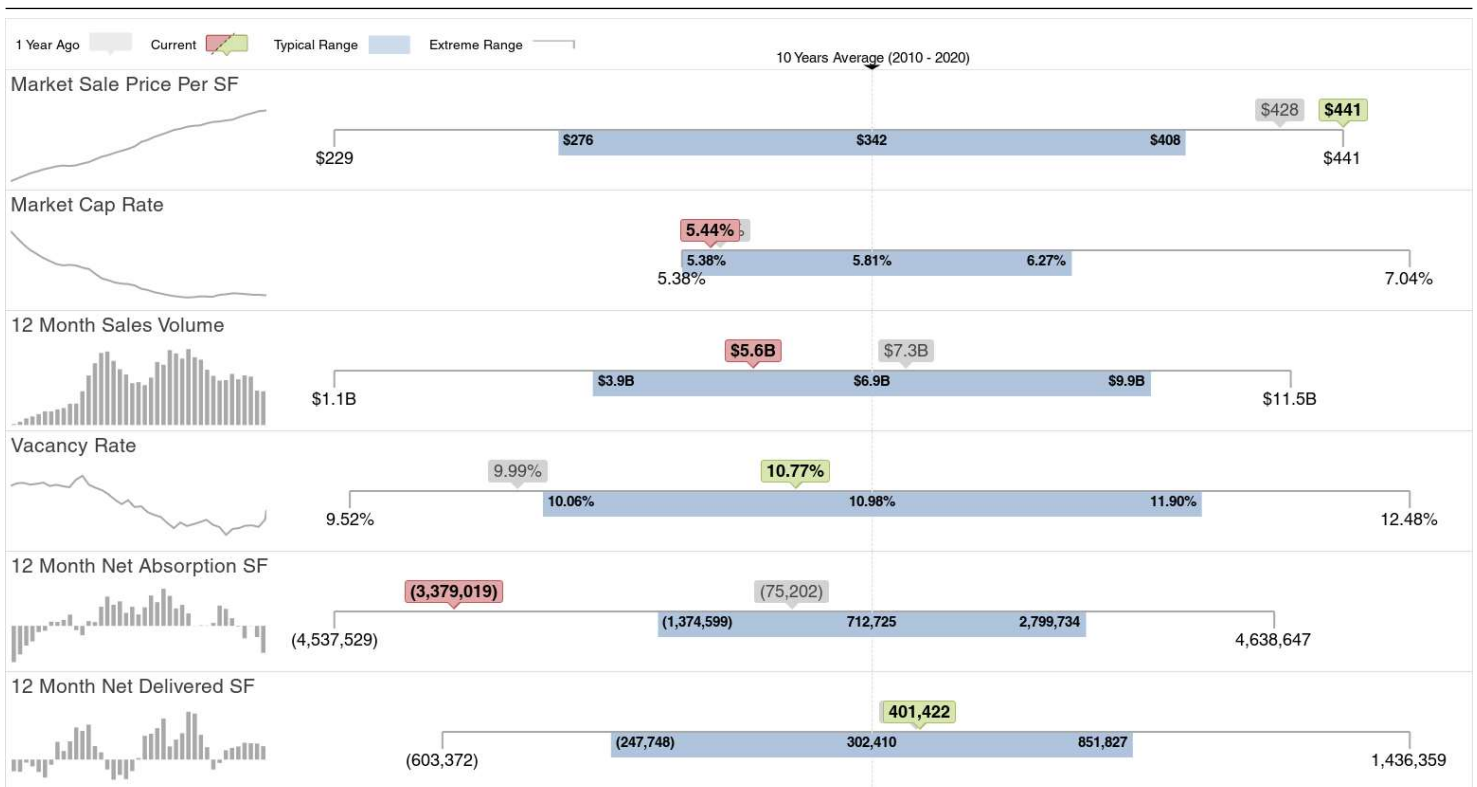 1 Year Ago Current Typical Range Extreme Range
10 Years Average (2010 - 2020)
Market Sale Price Per SF
$428 $441
$276 $342 $408
$229 $441
Market Cap Rate
5.44% %
5.38% 5.81% 6.27%
5.38% 7.04%
12 Month Sales Volume
$5.6B $7.3B
$3.9B $6.9B $9.9B
$1.1B $11.5B
Vacancy Rate
9.99% 10.77%
10.06% 10.98% 11.90%
9.52% 12.48%
12 Month Net Absorption SF
(3,379,019) (75,202)
(1,374,599) 712,725 2,799,734
(4,537,529) 4,638,647
12 Month Net Delivered SF
401,422
(247,748) 302,410 851,827
(603,372) 1,436,359